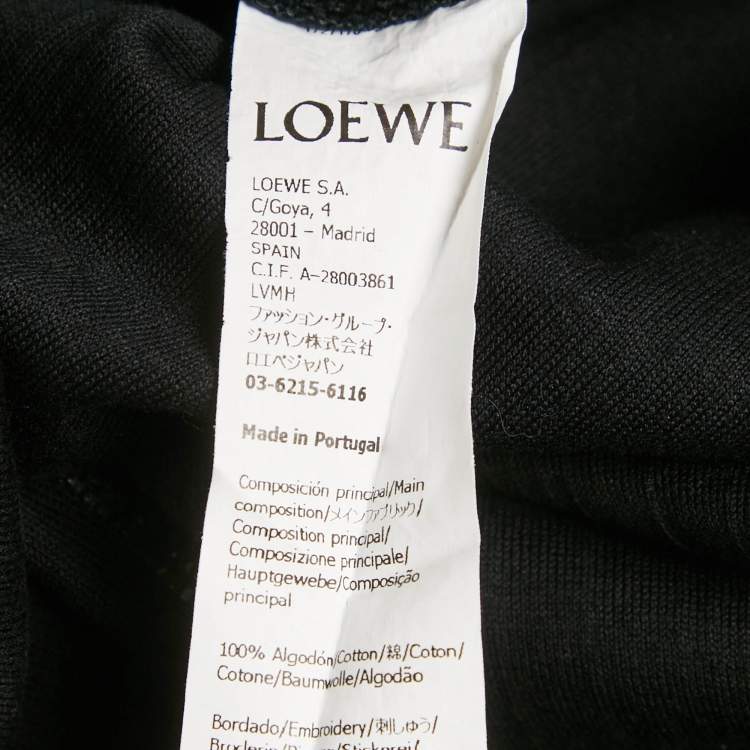 LOEWE
LOEWE S.A.
C/Goya, 4
28001 – Madrid
SPAIN
C.I.F. A-28003861
LVMH
ファッション・グループ・
ジャパン株式会社
ロエベジャパン
03-6215-6116
Made in Portugal
Composición principal/Main
composition/メインファブリック/
Composition principal/
Composizione principale/
Hauptgewebe/Composição
principal
100% Algodón/Cotton/綿/Coton/
Cotone/Baumwolle/Algodão
Bordado/Embroidery/刺しゅう/
Broderie/Stickerei/